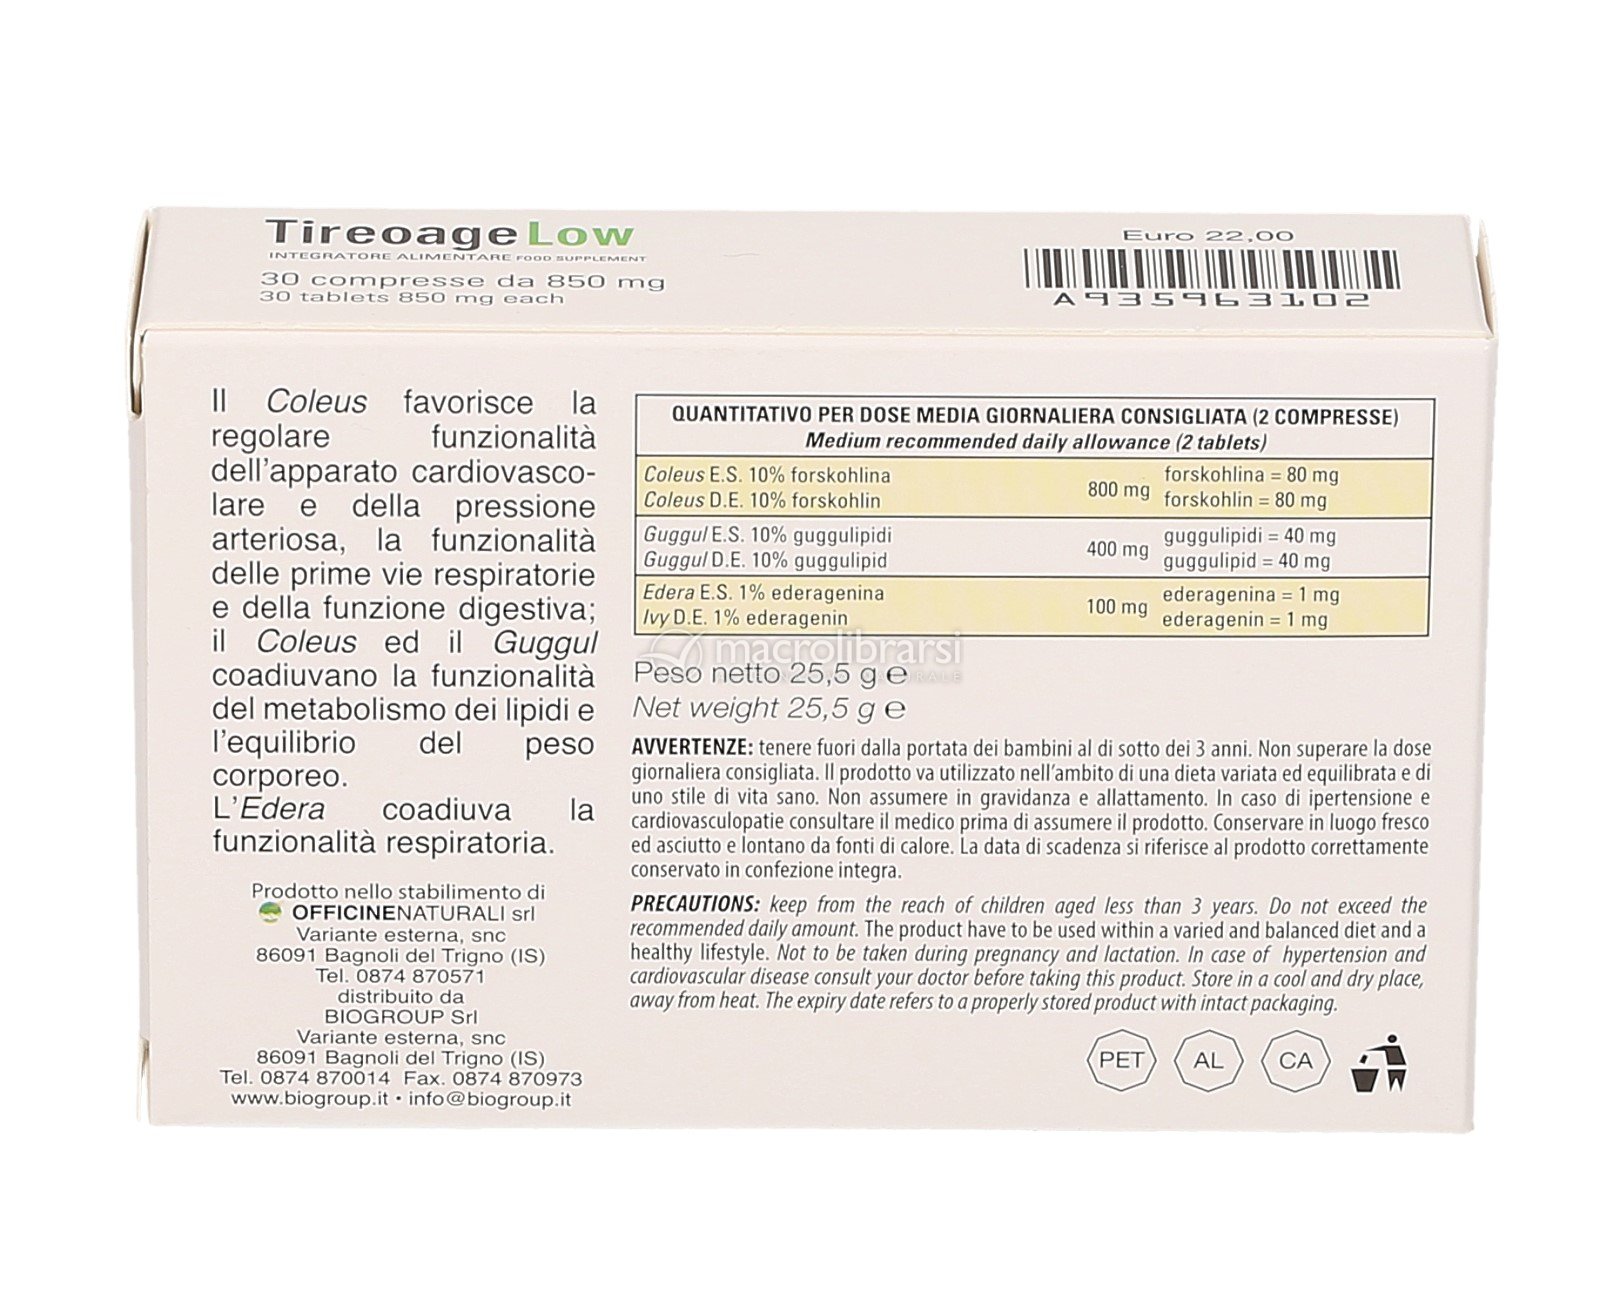 TireoageLow
INTEGRATORE ALIMENTARE FOOD SUPPLEMENT
30 compresse da 850 mg
30 tablets 850 mg each
Euro 22,00
A935963102
Il Coleus favorisce la
regolare funzionalità
dell'apparato cardiovasco-
lare e della pressione
arteriosa, la funzionalità
delle prime vie respiratorie
e della funzione digestiva;
il Coleus ed il Guggul
coadiuvano la funzionalità
del metabolismo dei lipidi e
l'equilibrio del peso
corporeo.
L'Edera coadiuva la
funzionalità respiratoria.
Prodotto nello stabilimento di
OFFICINENATURALI srl
Variante esterna, snc
86091 Bagnoli del Trigno (IS)
Tel. 0874 870571
distribuito da
BIOGROUP Srl
Variante esterna, snc
86091 Bagnoli del Trigno (IS)
Tel. 0874 870014 Fax. 0874 870973
www.biogroup.it • info@biogroup.it
QUANTITATIVO PER DOSE MEDIA GIORNALIERA CONSIGLIATA (2 COMPRESSE)
Medium recommended daily allowance (2 tablets)
Coleus E.S. 10% forskohlina
Coleus D.E. 10% forskohlin
800 mg
forskohlina = 80 mg
forskohlin = 80 mg
Guggul E.S. 10% guggulipidi
Guggul D.E. 10% guggulipid
400 mg
guggulipidi = 40 mg
guggulipid = 40 mg
Edera E.S. 1% ederagenina
Ivy D.E. 1% ederagenin
100 mg
ederagenina = 1 mg
ederagenin = 1 mg
macrolibrarsi
Peso netto 25,5 g e
Net weight 25,5 g e
AVVERTENZE: tenere fuori dalla portata dei bambini al di sotto dei 3 anni. Non superare la dose
giornaliera consigliata. Il prodotto va utilizzato nell'ambito di una dieta variata ed equilibrata e di
uno stile di vita sano. Non assumere in gravidanza e allattamento. In caso di ipertensione e
cardiovasculopatie consultare il medico prima di assumere il prodotto. Conservare in luogo fresco
ed asciutto e lontano da fonti di calore. La data di scadenza si riferisce al prodotto correttamente
conservato in confezione integra.
PRECAUTIONS: keep from the reach of children aged less than 3 years. Do not exceed the
recommended daily amount. The product have to be used within a varied and balanced diet and a
healthy lifestyle. Not to be taken during pregnancy and lactation. In case of hypertension and
cardiovascular disease consult your doctor before taking this product. Store in a cool and dry place,
away from heat. The expiry date refers to a properly stored product with intact packaging.
PET
AL
CA